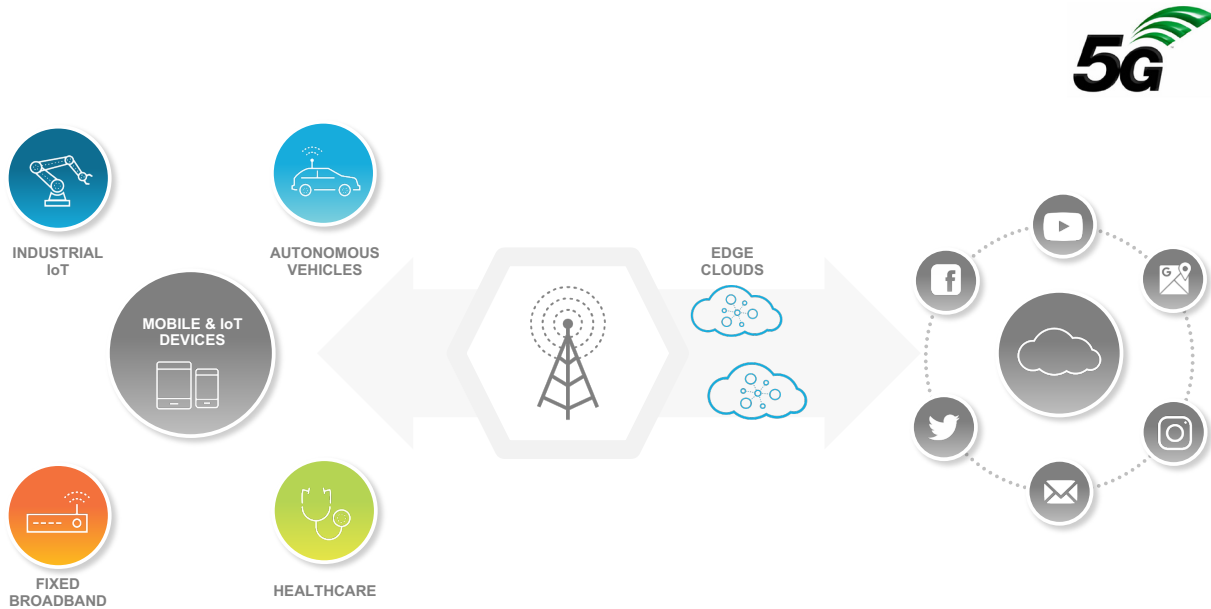 5G
INDUSTRIAL
IoT
AUTONOMOUS
VEHICLES
MOBILE & IoT
DEVICES
EDGE
CLOUDS
G
f
FIXED
BROADBAND
HEALTHCARE